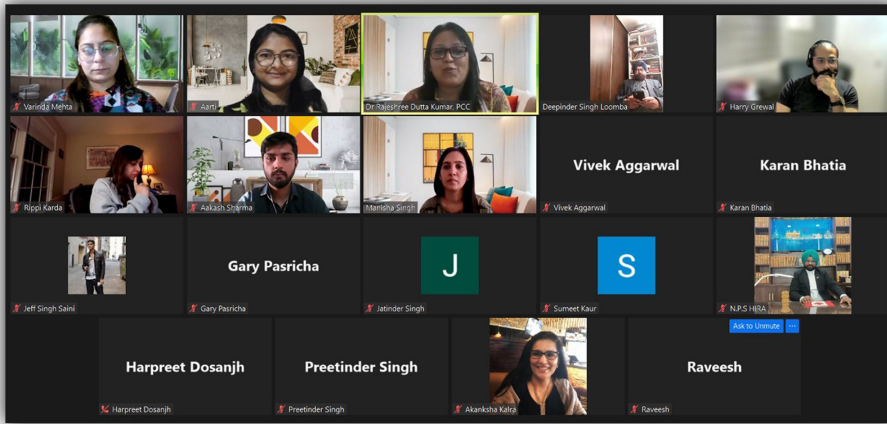 Varinda Mehta
Aarti
Dr Rajeshree Dutta Kumar, PCC
Deepinder Singh Loomba
Harry Grewal
Rippi Karda
Aakash Sharma
Manisha Singh
Vivek Aggarwal
Vivek Aggarwal
Karan Bhatia
Karan Bhatia
Jeff Singh Saini
Gary Pasricha
Gary Pasricha
J
Jatinder Singh
S
Sumeet Kaur
N.P.S HIRA
Ask to Unmute
Harpreet Dosanjh
Harpreet Dosanjh
Preetinder Singh
Preetinder Singh
Akanksha Kalra
Raveesh
Raveesh